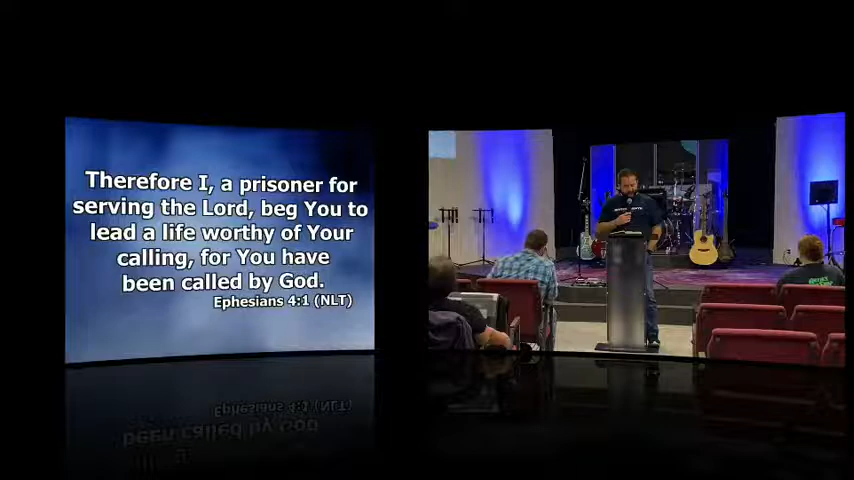 Therefore I, a prisoner for
serving the Lord, beg You to
lead a life worthy of Your
calling, for You have
been called by God.
Ephesians 4:1 (NLT)